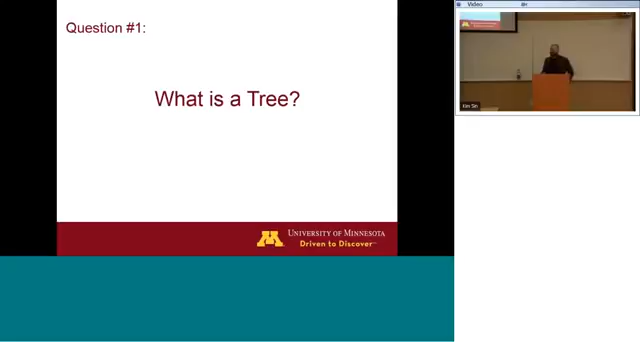 Question #1:
What is a Tree?
UNIVERSITY OF MINNESOTA
Driven to Discover
Video